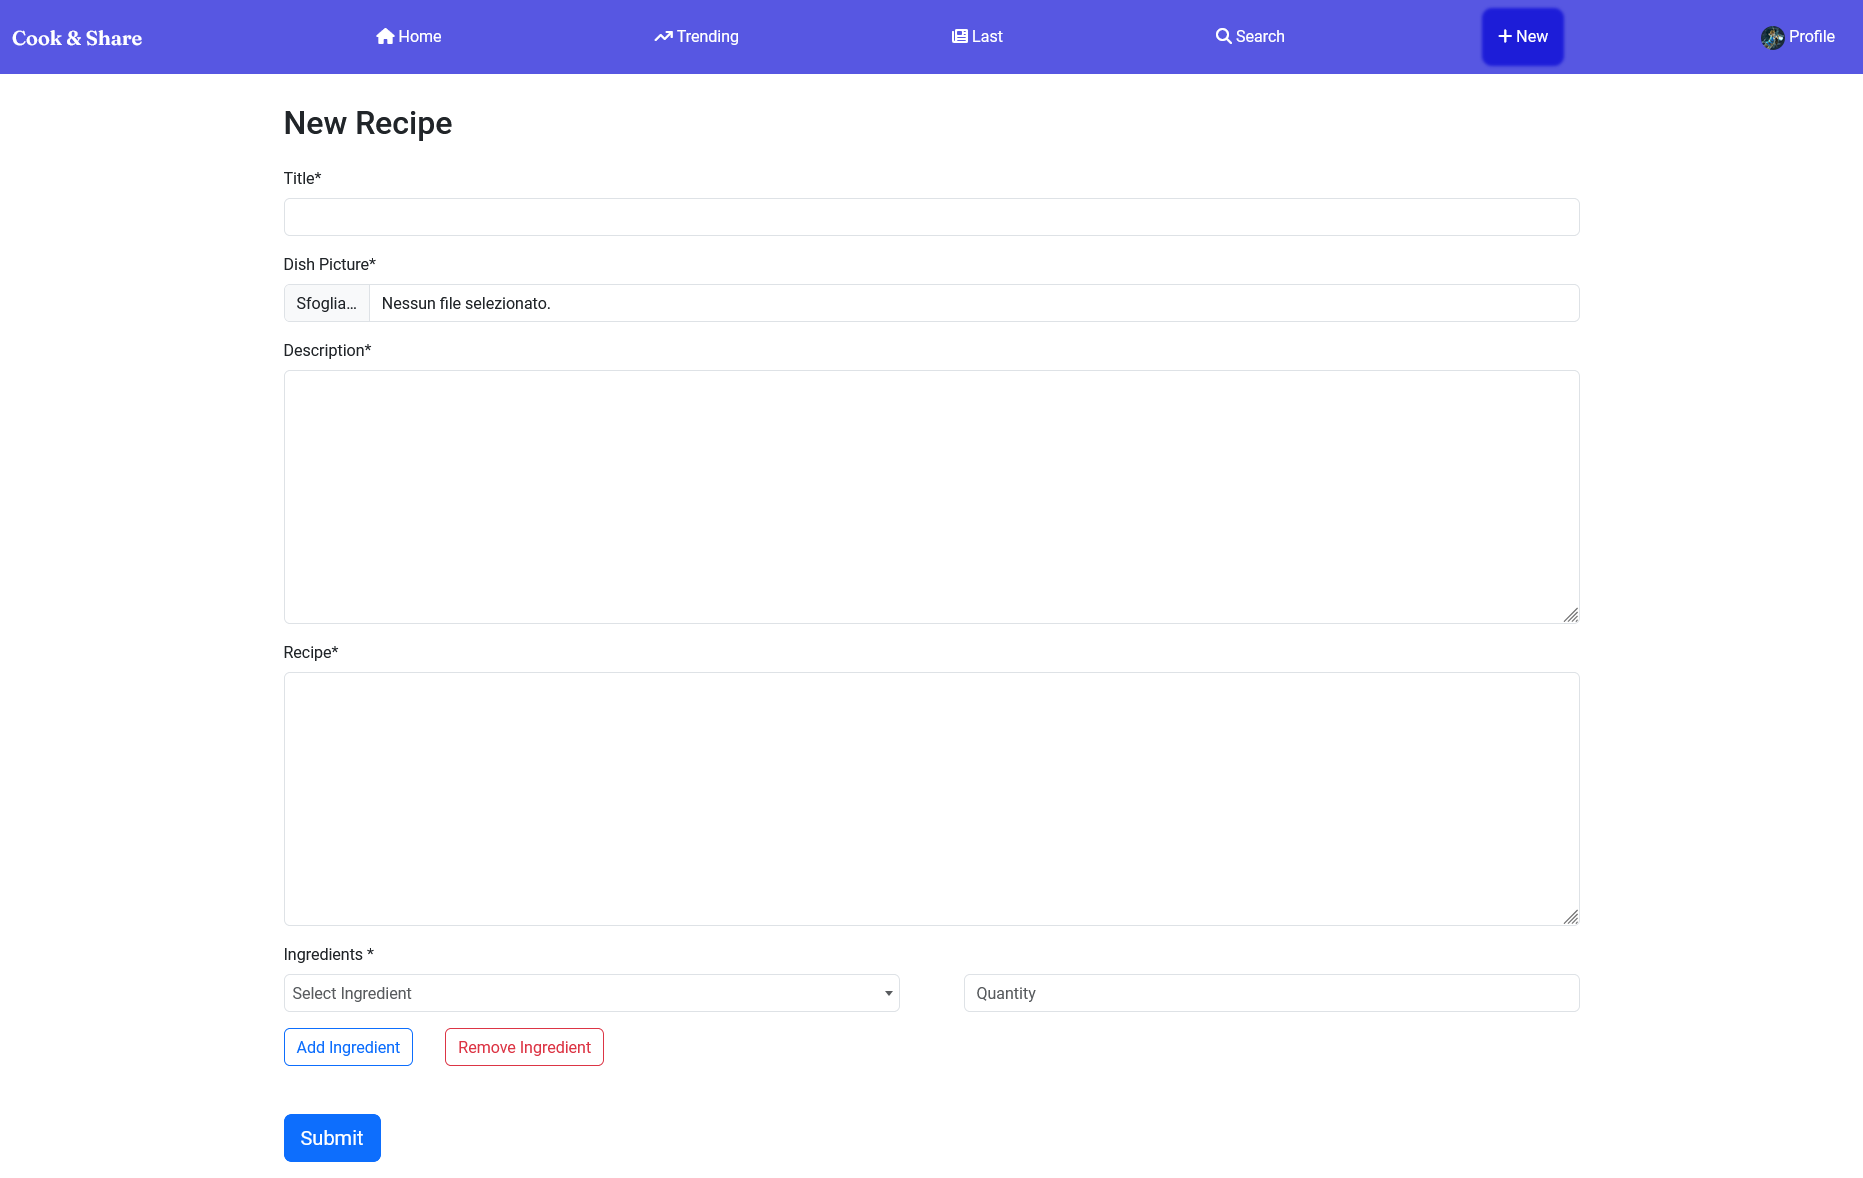 Cook & Share Home Trending Last Search New Profile
New Recipe
Title*
Dish Picture*
Sfoglia... Nessun file selezionato.
Description*
Recipe*
Ingredients *
Select Ingredient Quantity
Add Ingredient Remove Ingredient
Submit